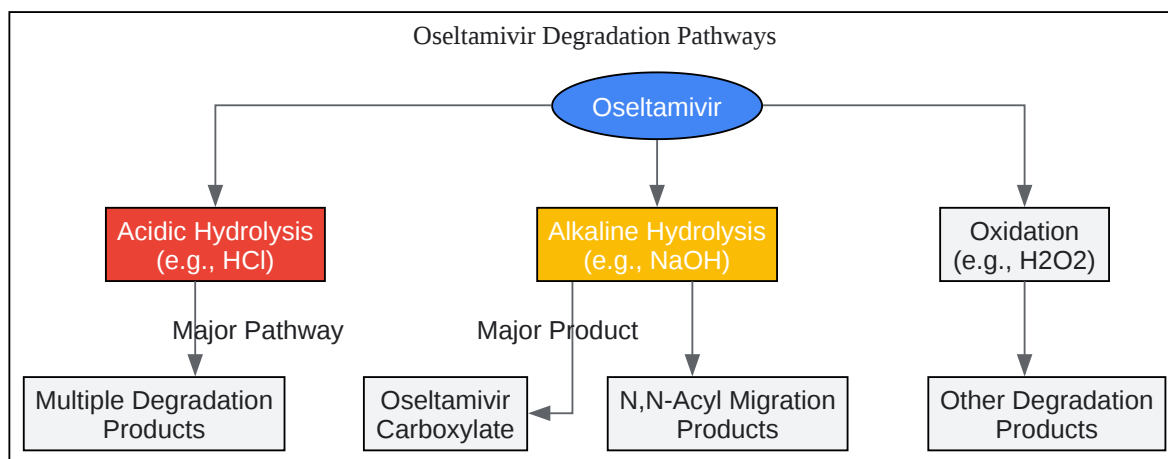 Oseltamivir Degradation Pathways
Oseltamivir
Acidic Hydrolysis
(e.g., HCl)
Alkaline Hydrolysis
(e.g., NaOH)
Oxidation
(e.g., H2O2)
Major Pathway
Major Product
Multiple Degradation
Products
Oseltamivir
Carboxylate
N,N-Acyl Migration
Products
Other Degradation
Products